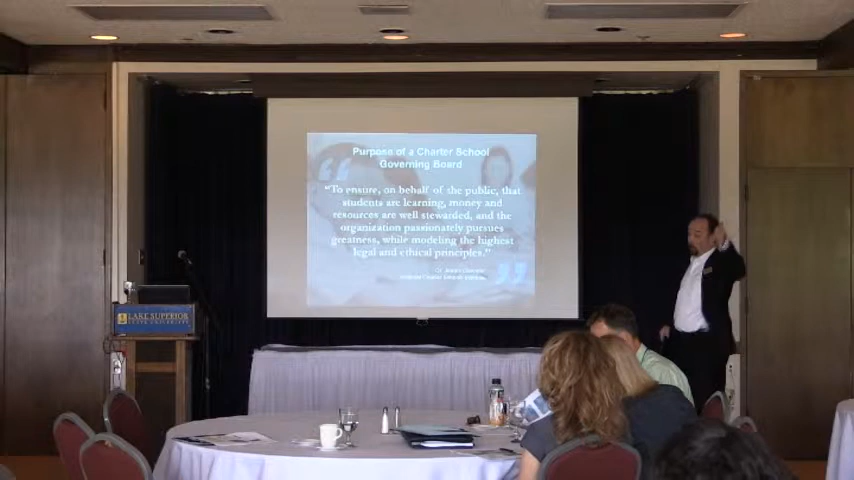 Purpose of a Charter School
Governing Board
“To ensure, on behalf of the public, that
students are learning, money and
resources are well stewarded, and the
organization passionately pursues
greatness, while modeling the highest
legal and ethical principles.”
LAKE SUPERIOR
STATE UNIVERSITY